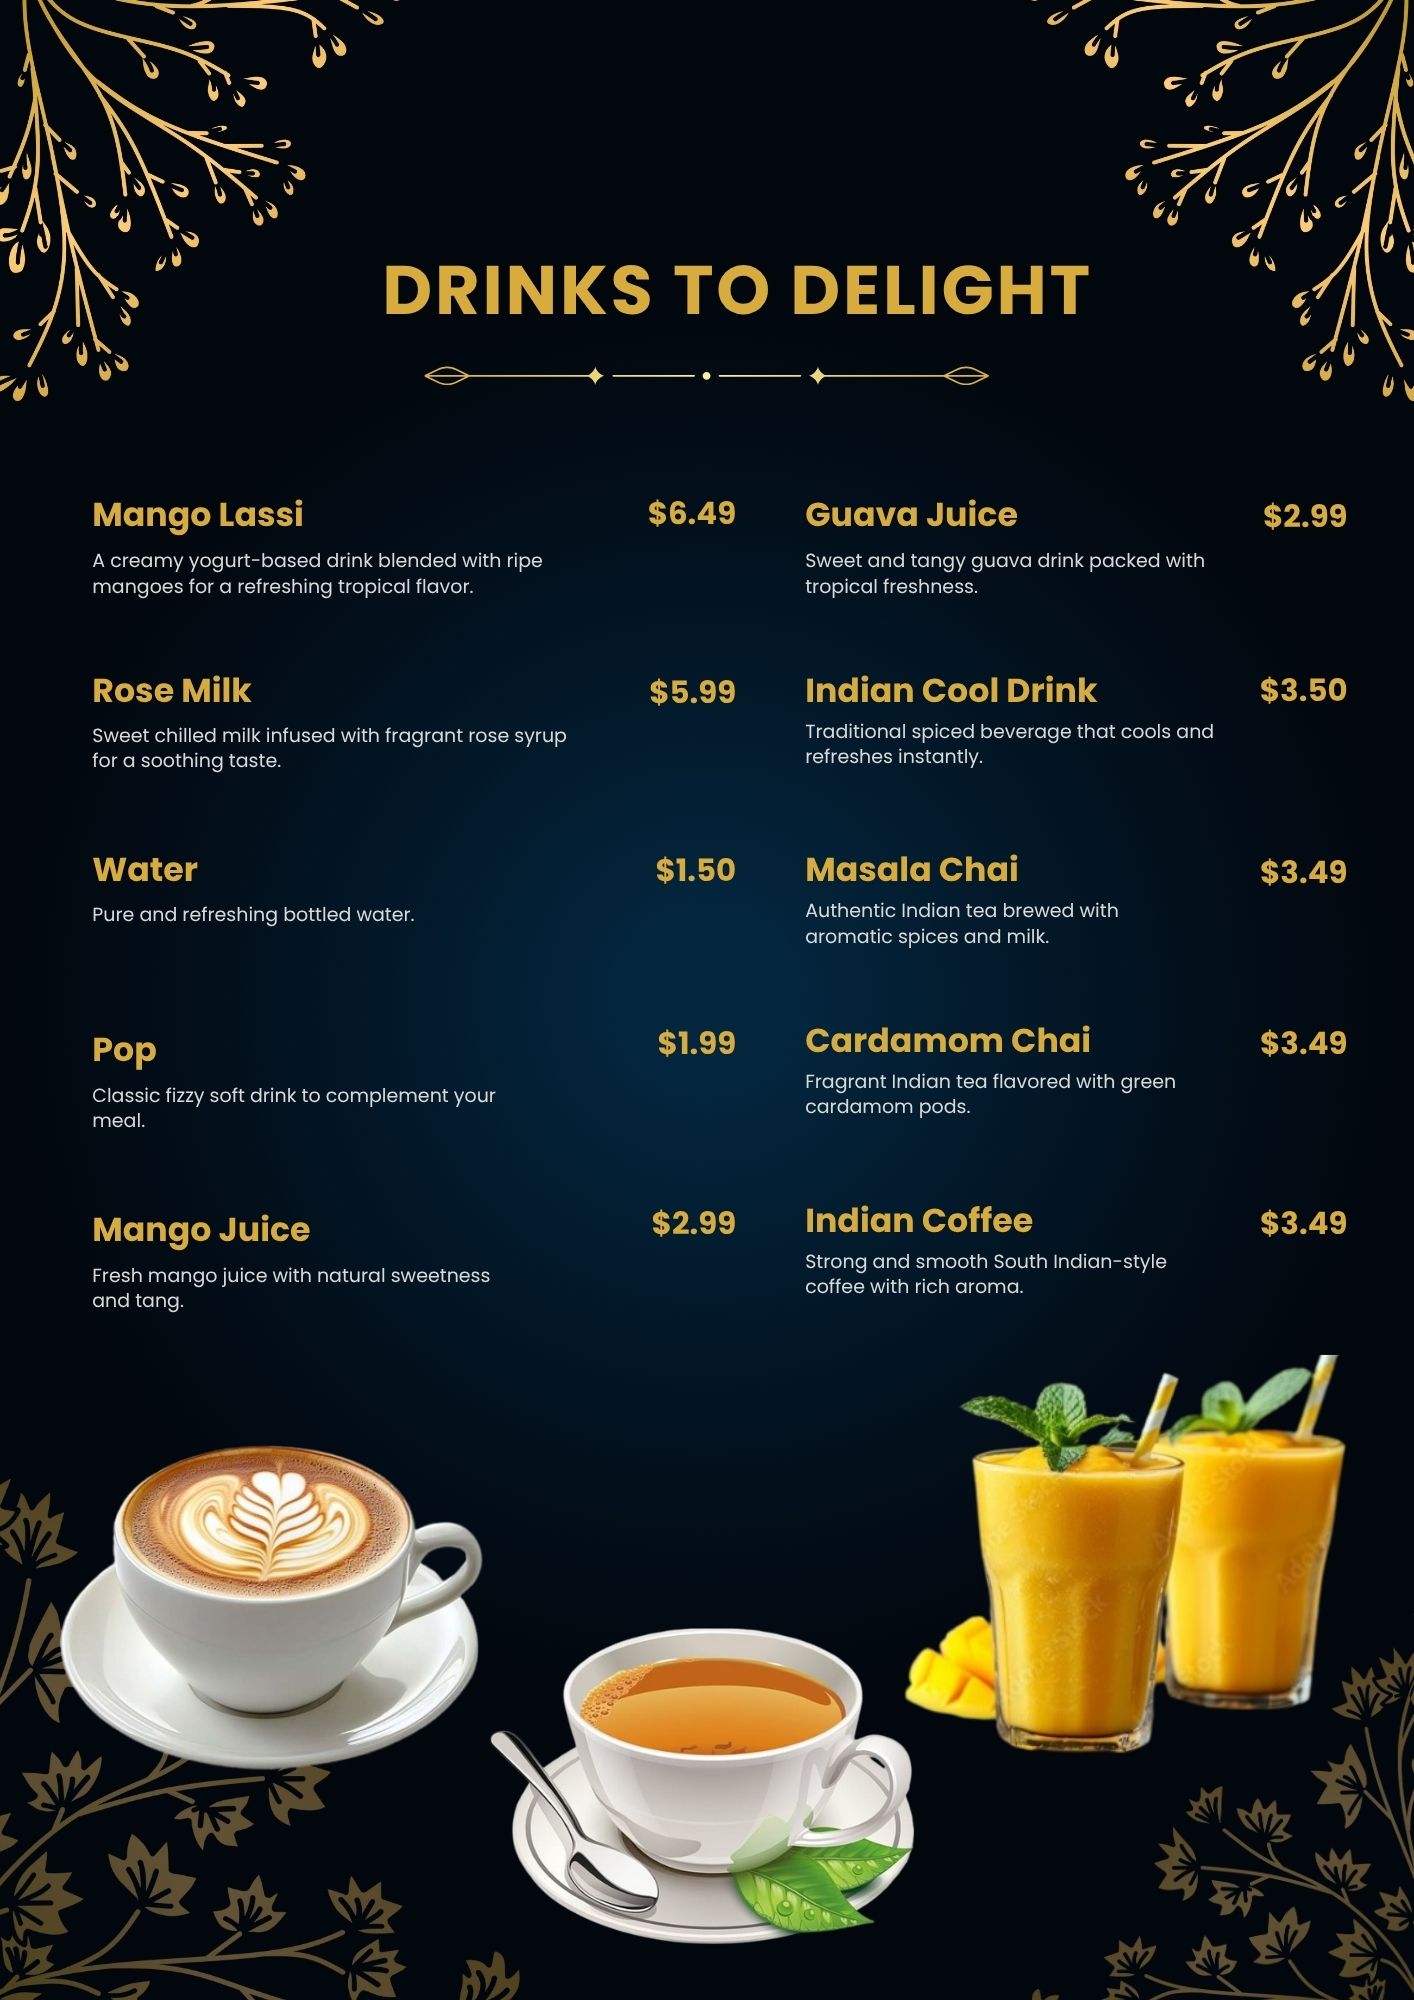 DRINKS TO DELIGHT
Mango Lassi
$6.49
A creamy yogurt-based drink blended with ripe
mangoes for a refreshing tropical flavor.
Rose Milk
$5.99
Sweet chilled milk infused with fragrant rose syrup
for a soothing taste.
Water
$1.50
Pure and refreshing bottled water.
Pop
$1.99
Classic fizzy soft drink to complement your
meal.
Mango Juice
$2.99
Fresh mango juice with natural sweetness
and tang.
Guava Juice
$2.99
Sweet and tangy guava drink packed with
tropical freshness.
Indian Cool Drink
$3.50
Traditional spiced beverage that cools and
refreshes instantly.
Masala Chai
$3.49
Authentic Indian tea brewed with
aromatic spices and milk.
Cardamom Chai
$3.49
Fragrant Indian tea flavored with green
cardamom pods.
Indian Coffee
$3.49
Strong and smooth South Indian-style
coffee with rich aroma.